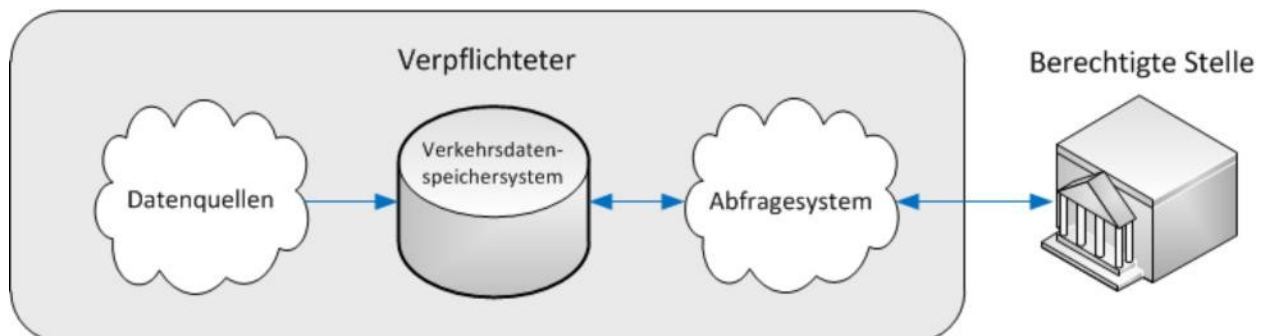 Verpflichteter
Berechtigte Stelle
Datenquellen
Verkehrsdaten-
speichersystem
Abfragesystem